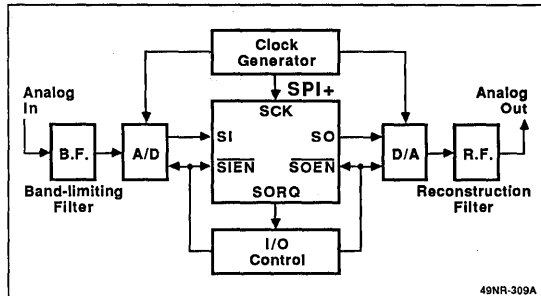 Clock
Generator
SPI+
Analog
In
Analog
Out
SCK
SI
SO
B.F.
A/D
SIEN
SOEN
D/A
R.F.
Band-limiting
Filter
SORQ
Reconstruction
Filter
I/O
Control
49NR-309A